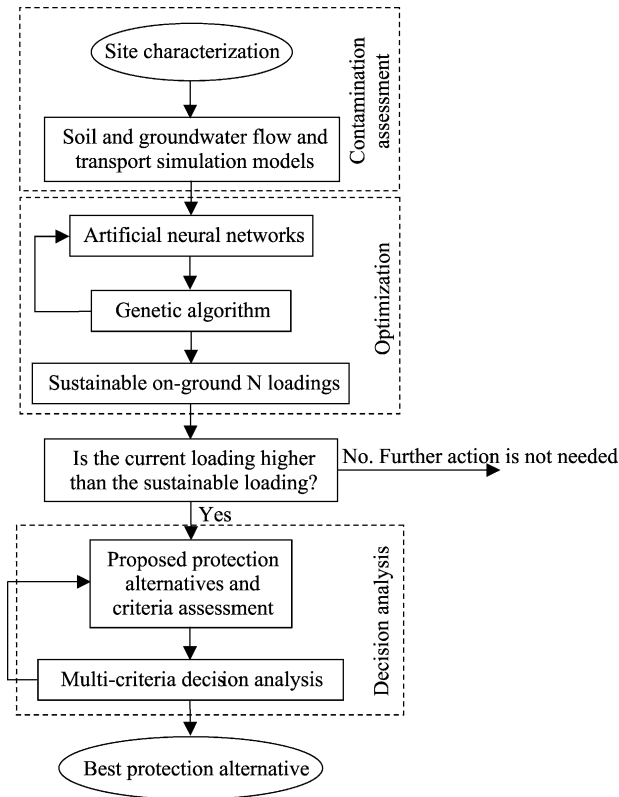 Site characterization
Contamination
assessment
Soil and groundwater flow and
transport simulation models
Artificial neural networks
Optimization
Genetic algorithm
Sustainable on-ground N loadings
Is the current loading higher
than the sustainable loading?
No. Further action is not needed
Yes
Proposed protection
alternatives and
criteria assessment
Decision analysis
Multi-criteria decision analysis
Best protection alternative